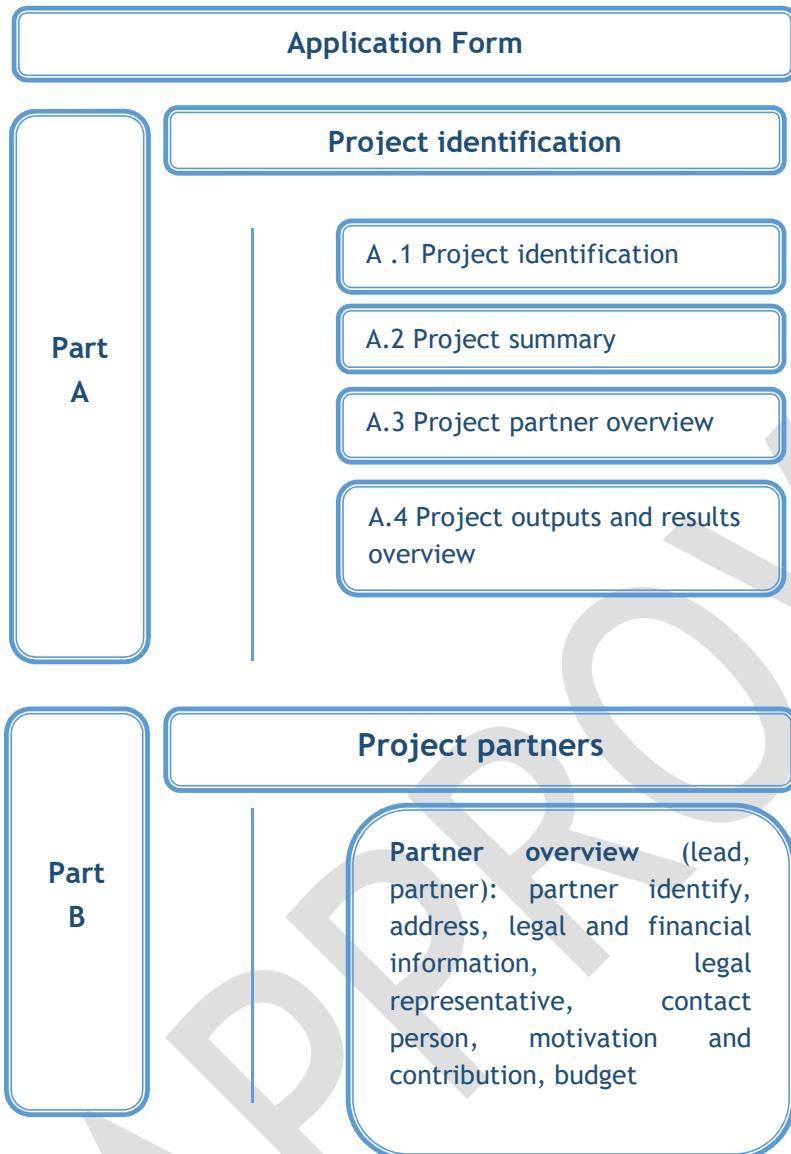 Application Form
Project identification
Part
A
A .1 Project identification
A.2 Project summary
A.3 Project partner overview
A.4 Project outputs and results
overview
Project partners
Part
B
Partner overview (lead,
partner): partner identify,
address, legal and financial
information, legal
representative, contact
person, motivation and
contribution, budget
APPROV